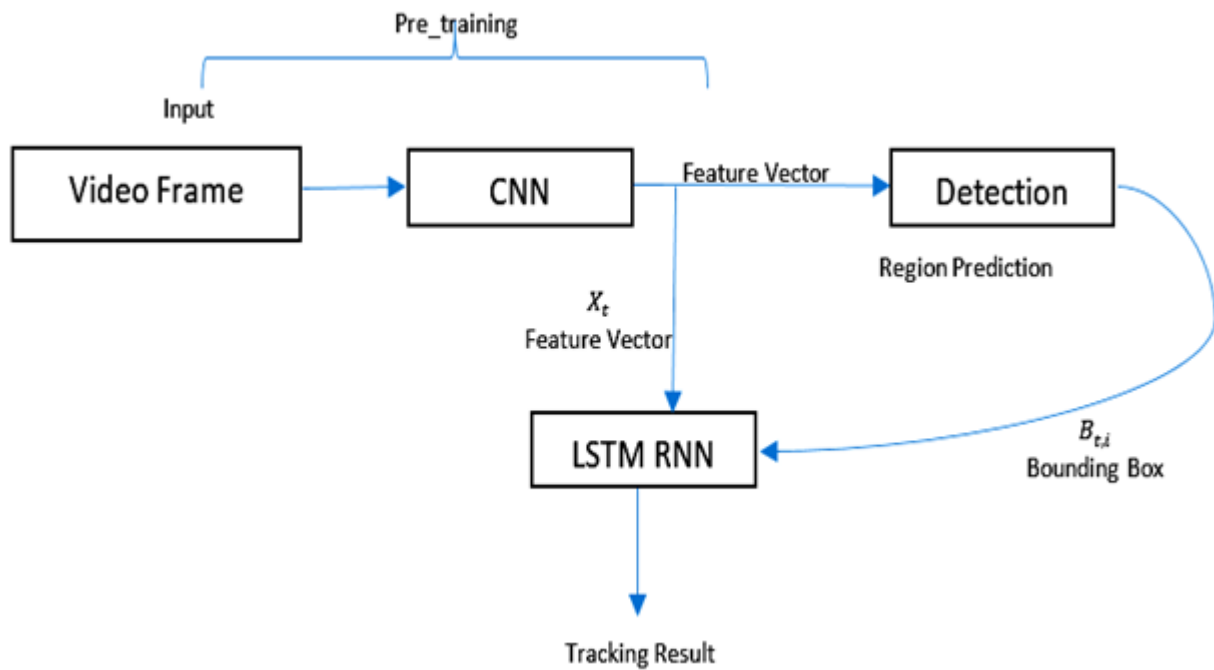 Pre_training
Input
Video Frame
CNN
Feature Vector
Detection
Region Prediction
X_t
Feature Vector
LSTM RNN
B_{t,i}
Bounding Box
Tracking Result